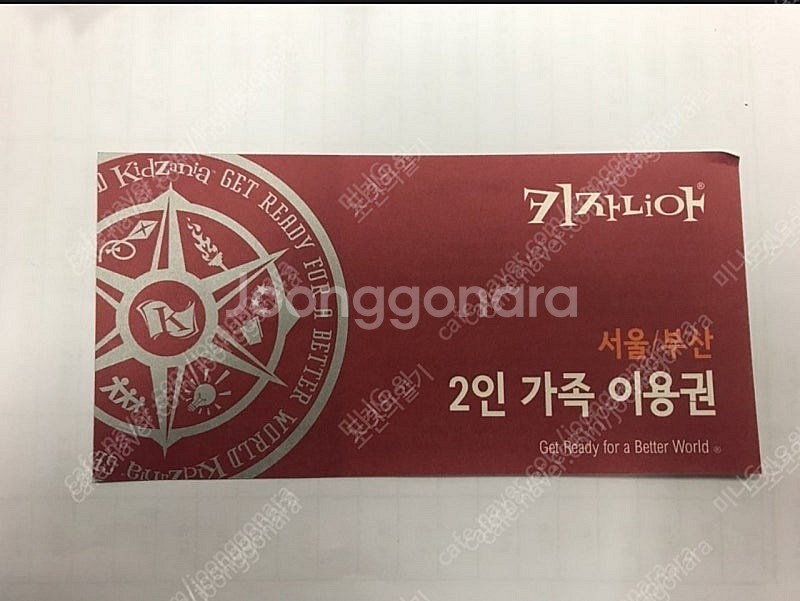 KidZania GET READY FOR A BETTER WORLD KidZania
키자니아®
Joonggonara
서울/부산
2인 가족 이용권
Get Ready for a Better World ®
K